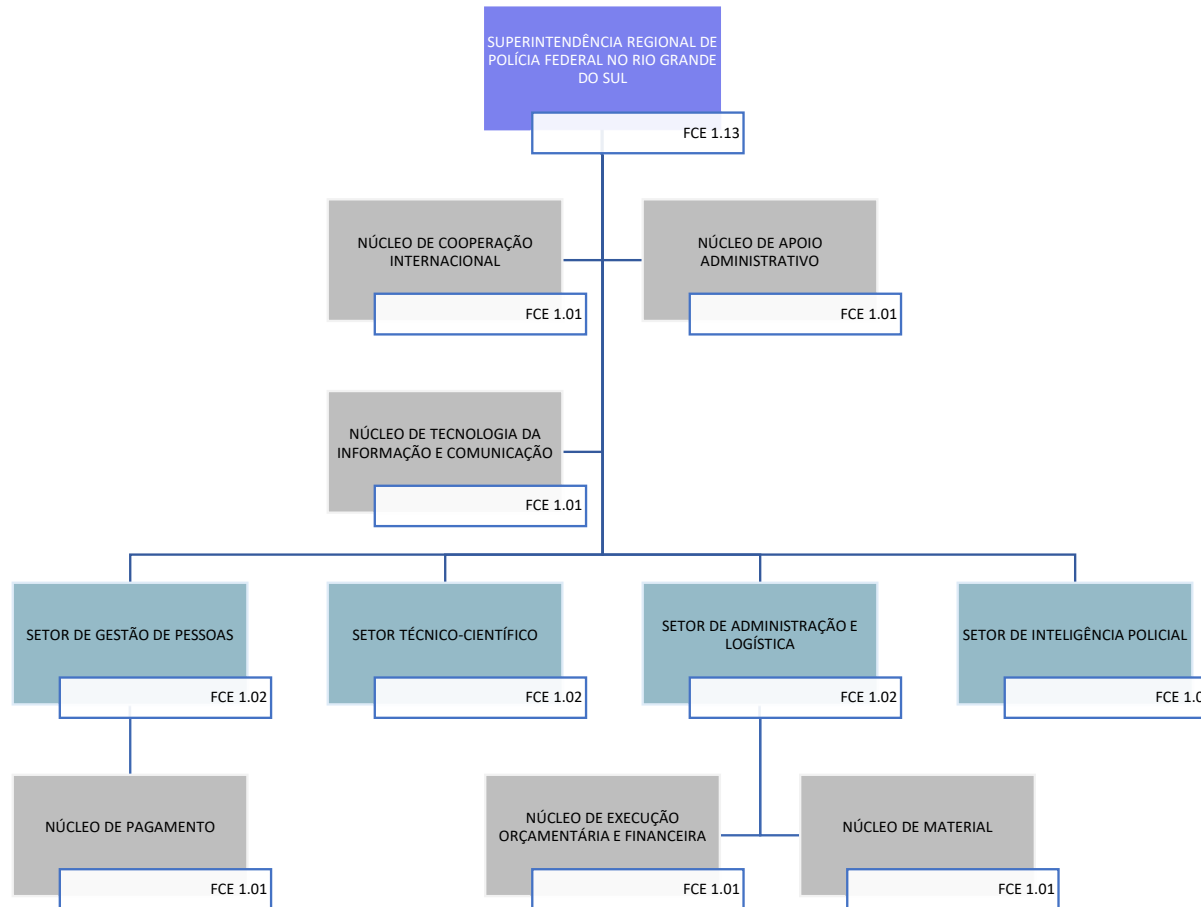 SUPERINTENDÊNCIA REGIONAL DE
POLÍCIA FEDERAL NO RIO GRANDE
DO SUL
FCE 1.13
NÚCLEO DE COOPERAÇÃO
INTERNACIONAL
FCE 1.01
NÚCLEO DE APOIO
ADMINISTRATIVO
FCE 1.01
NÚCLEO DE TECNOLOGIA DA
INFORMAÇÃO E COMUNICAÇÃO
FCE 1.01
SETOR DE GESTÃO DE PESSOAS
FCE 1.02
SETOR TÉCNICO-CIENTÍFICO
FCE 1.02
SETOR DE ADMINISTRAÇÃO E
LOGÍSTICA
FCE 1.02
SETOR DE INTELIGÊNCIA POLICIAL
FCE
NÚCLEO DE PAGAMENTO
FCE 1.01
NÚCLEO DE EXECUÇÃO
ORÇAMENTÁRIA E FINANCEIRA
FCE 1.01
NÚCLEO DE MATERIAL
FCE 1.01